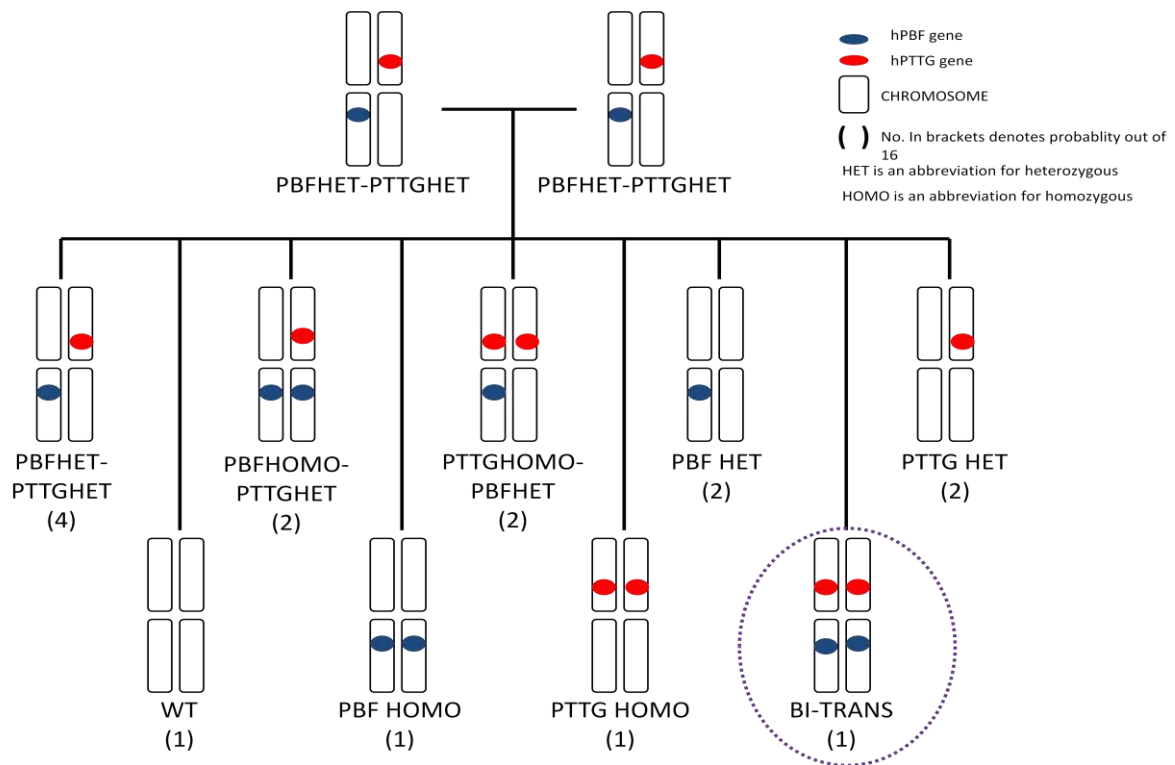 hPBF gene
hPTTG gene
CHROMOSOME
( ) No. In brackets denotes probablity out of
16
HET is an abbreviation for heterozygous
HOMO is an abbreviation for homozygous
PBFHET-PTTGHET
PBFHET-PTTGHET
PBFHET-
PTTGHET
(4)
PBFHOMO-
PTTGHET
(2)
PTTGHOMO-
PBFHET
(2)
PBF HET
(2)
PTTG HET
(2)
WT
(1)
PBF HOMO
(1)
PTTG HOMO
(1)
BI-TRANS
(1)